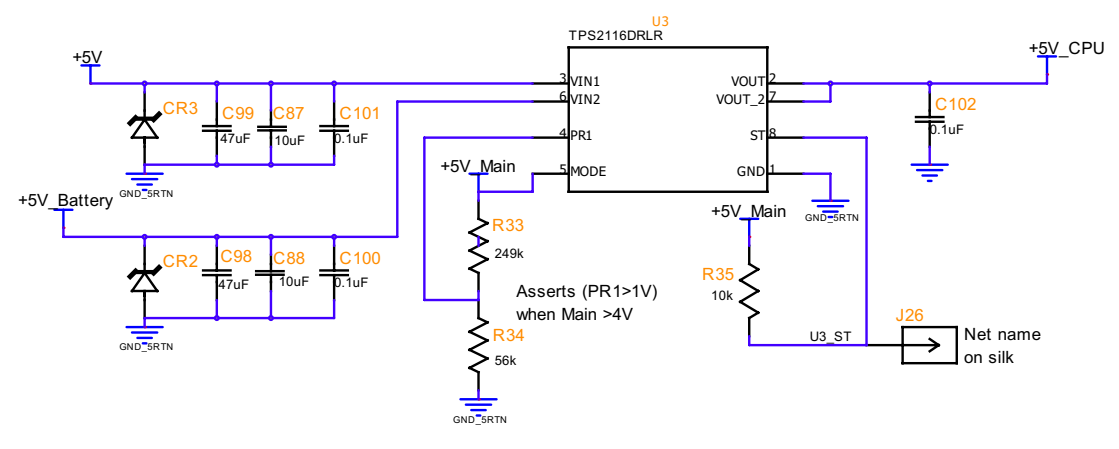 U3
TPS2116DRLR
+5V
+5V_CPU
3 VIN1
VOUT 2
6 VIN2
VOUT_2 7
CR3
C99
C87
C101
C102
47uF
10uF
0.1uF
0.1uF
4 PR1
ST 8
+5V_Main
5 MODE
GND 1
GND_5RTN
+5V_Battery
+5V_Main
GND_5RTN
R33
249k
CR2
C98
C88
C100
R35
47uF
10uF
0.1uF
10k
Asserts (PR1>1V)
when Main >4V
J26
R34
56k
U3_ST
Net name
on silk
GND_5RTN
GND_5RTN